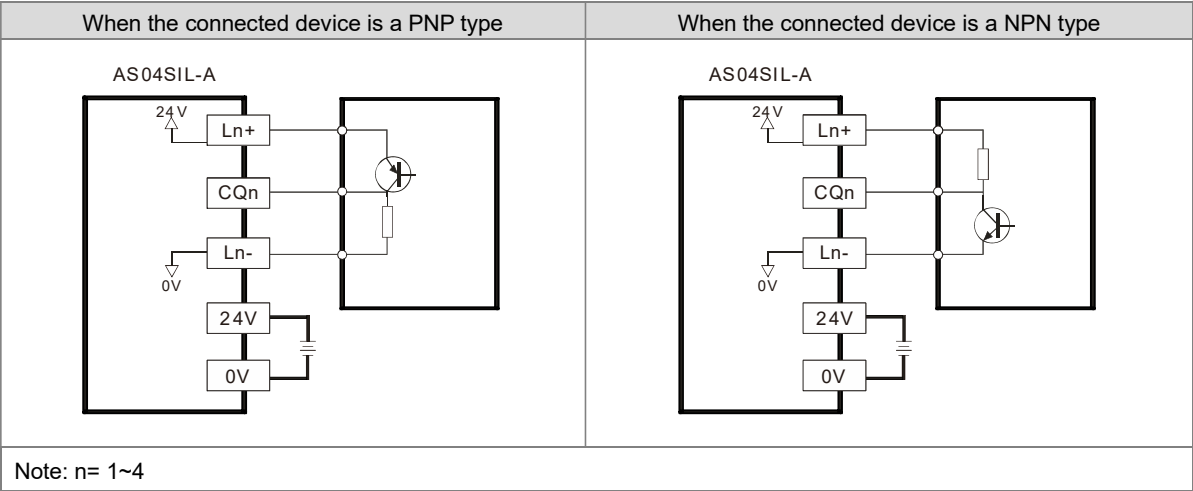 When the connected device is a PNP type
When the connected device is a NPN type
AS04SIL-A
24V
Ln+
CQn
Ln-
0V
24V
0V
AS04SIL-A
24V
Ln+
CQn
Ln-
0V
24V
0V
Note: n= 1~4